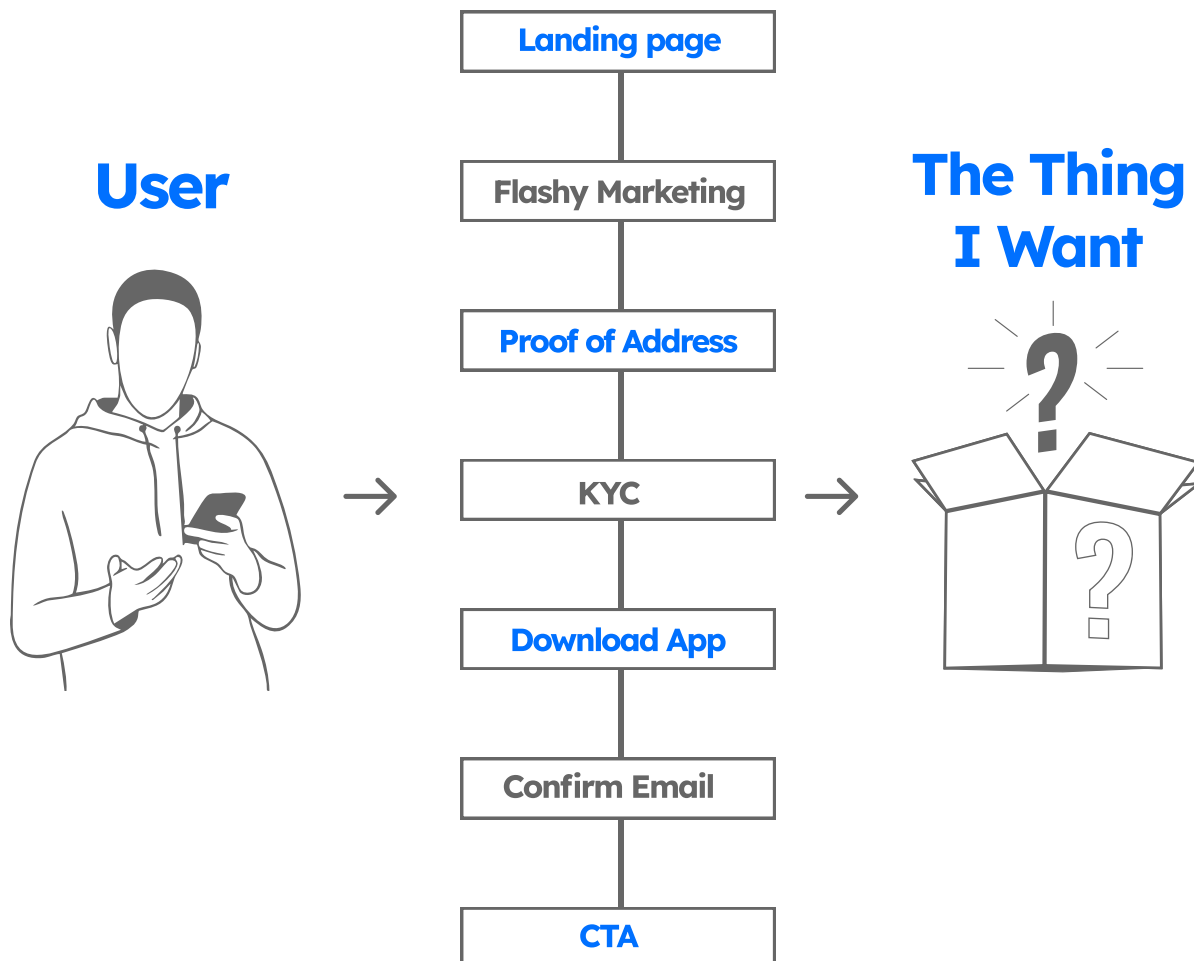 User
Landing page
Flashy Marketing
Proof of Address
KYC
Download App
Confirm Email
CTA
The Thing
I Want
?
?